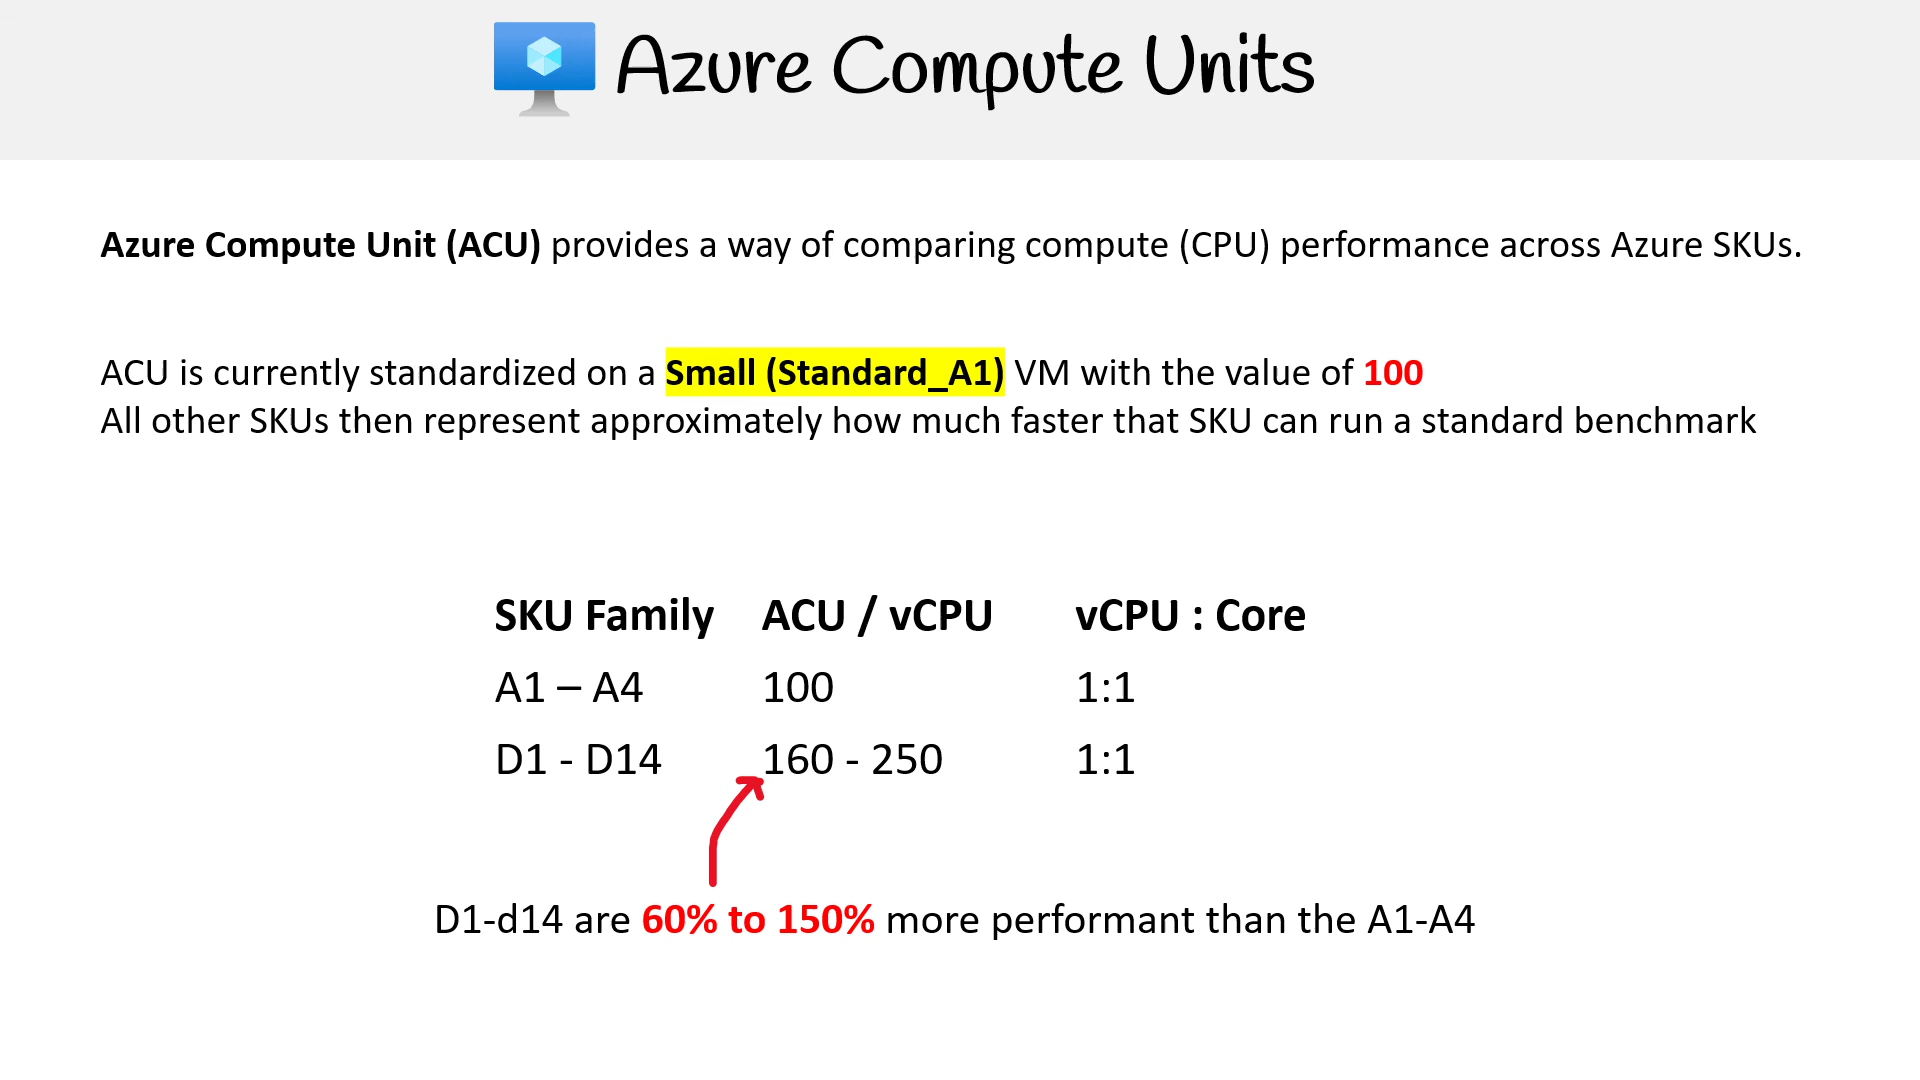 Azure Compute Units
Azure Compute Unit (ACU) provides a way of comparing compute (CPU) performance across Azure SKUs.
ACU is currently standardized on a Small (Standard_A1) VM with the value of 100
All other SKUs then represent approximately how much faster that SKU can run a standard benchmark
SKU Family ACU / vCPU vCPU : Core
A1 – A4 100 1:1
D1 - D14 160 - 250 1:1
D1-d14 are 60% to 150% more performant than the A1-A4